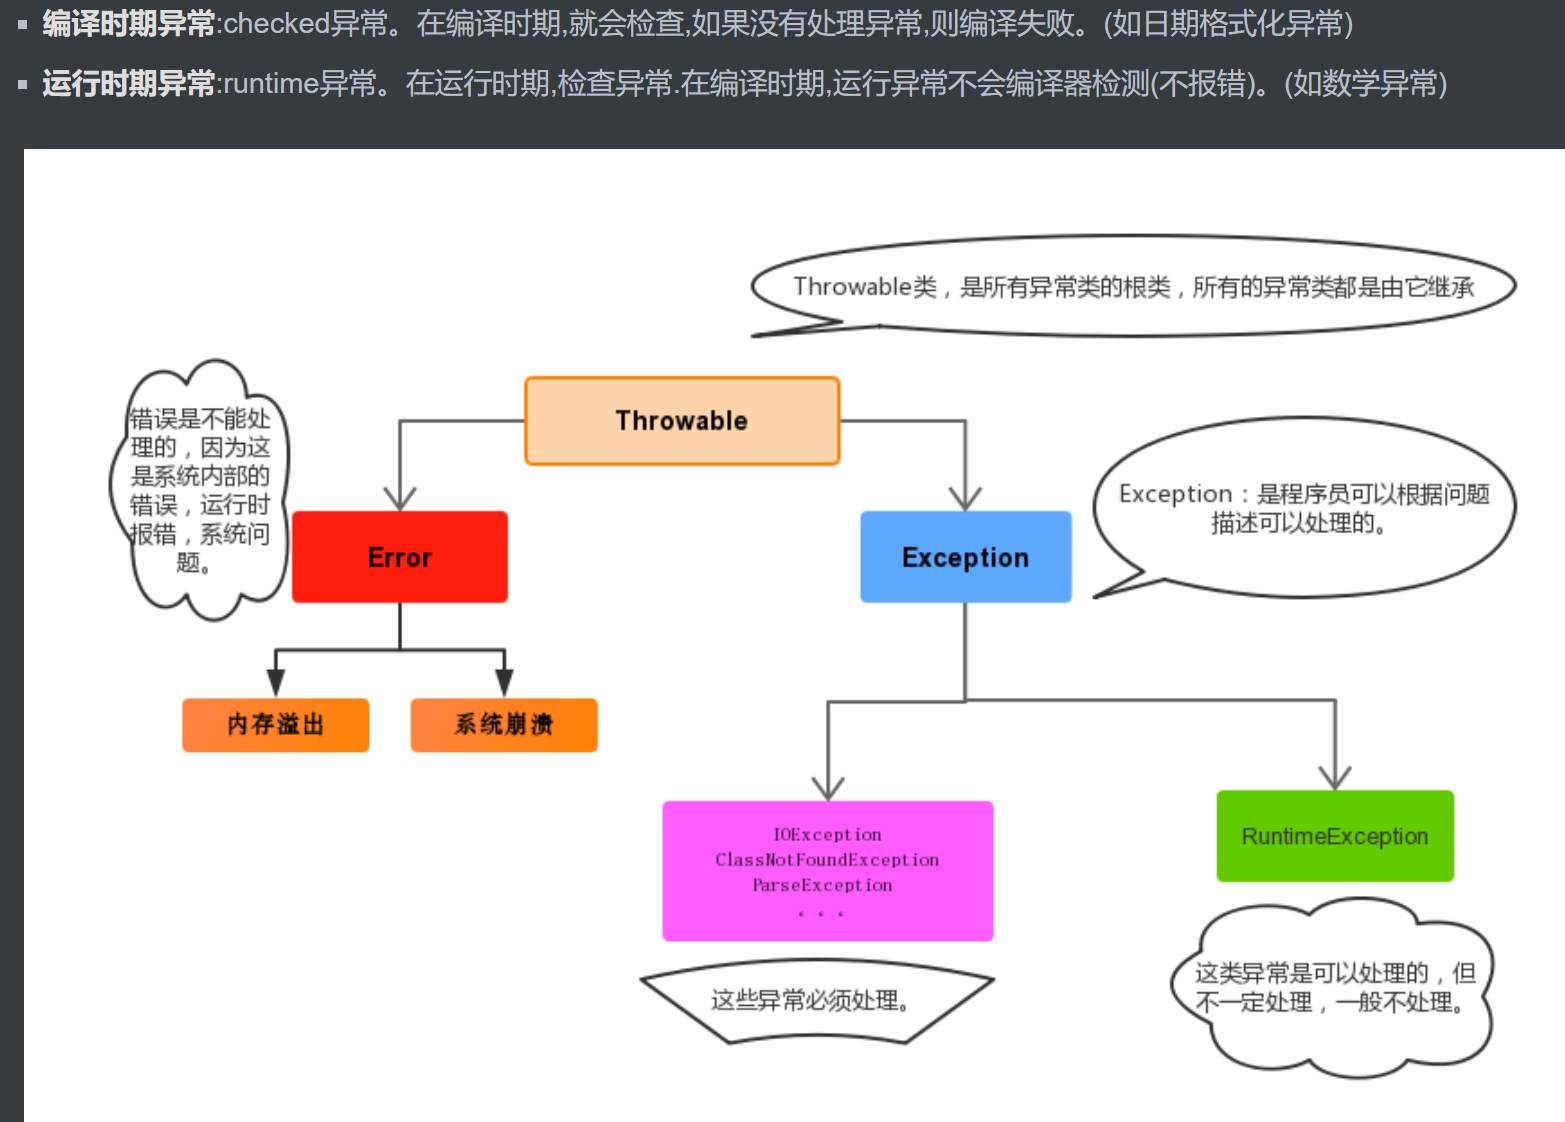 编译时期异常:checked异常。在编译时期,就会检查,如果没有处理异常,则编译失败。(如日期格式化异常)
运行时期异常:runtime异常。在运行时期,检查异常.在编译时期,运行异常不会编译器检测(不报错)。(如数学异常)
Throwable类，是所有异常类的根类，所有的异常类都是由它继承
Throwable
错误是不能处
理的，因为这
是系统内部的
错误，运行时
报错，系统问
题。
Error
Exception
Exception：是程序员可以根据问题
描述可以处理的。
内存溢出
系统崩溃
IOException
ClassNotFoundException
ParseException
。。。
RuntimeException
这些异常必须处理。
这类异常是可以处理的，但
不一定处理，一般不处理。